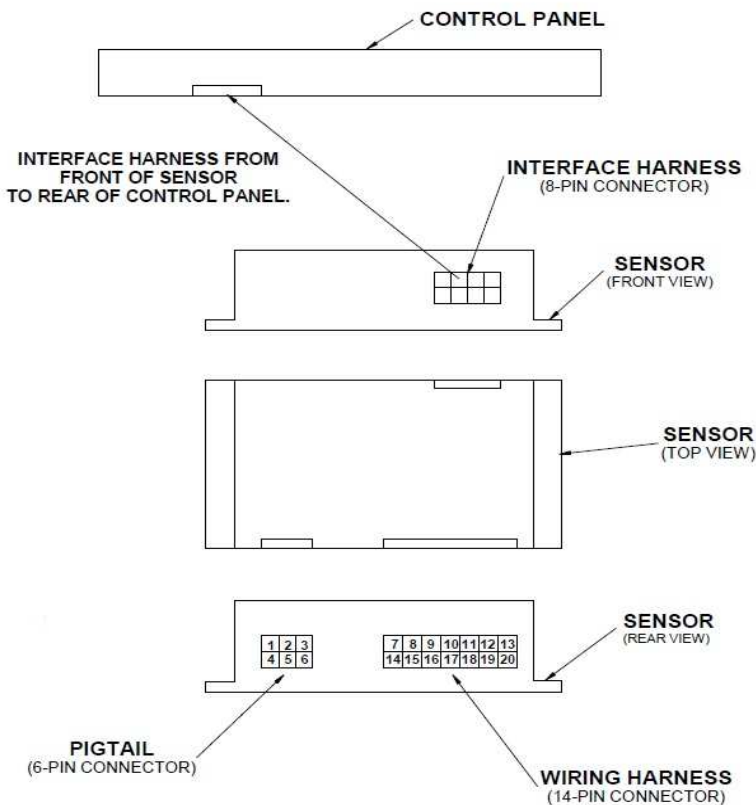 CONTROL PANEL
INTERFACE HARNESS FROM
FRONT OF SENSOR
TO REAR OF CONTROL PANEL.
INTERFACE HARNESS
(8-PIN CONNECTOR)
SENSOR
(FRONT VIEW)
SENSOR
(TOP VIEW)
SENSOR
(REAR VIEW)
1 2 3
4 5 6
7 8 9 10 11 12 13
14 15 16 17 18 19 20
PIGTAIL
(6-PIN CONNECTOR)
WIRING HARNESS
(14-PIN CONNECTOR)